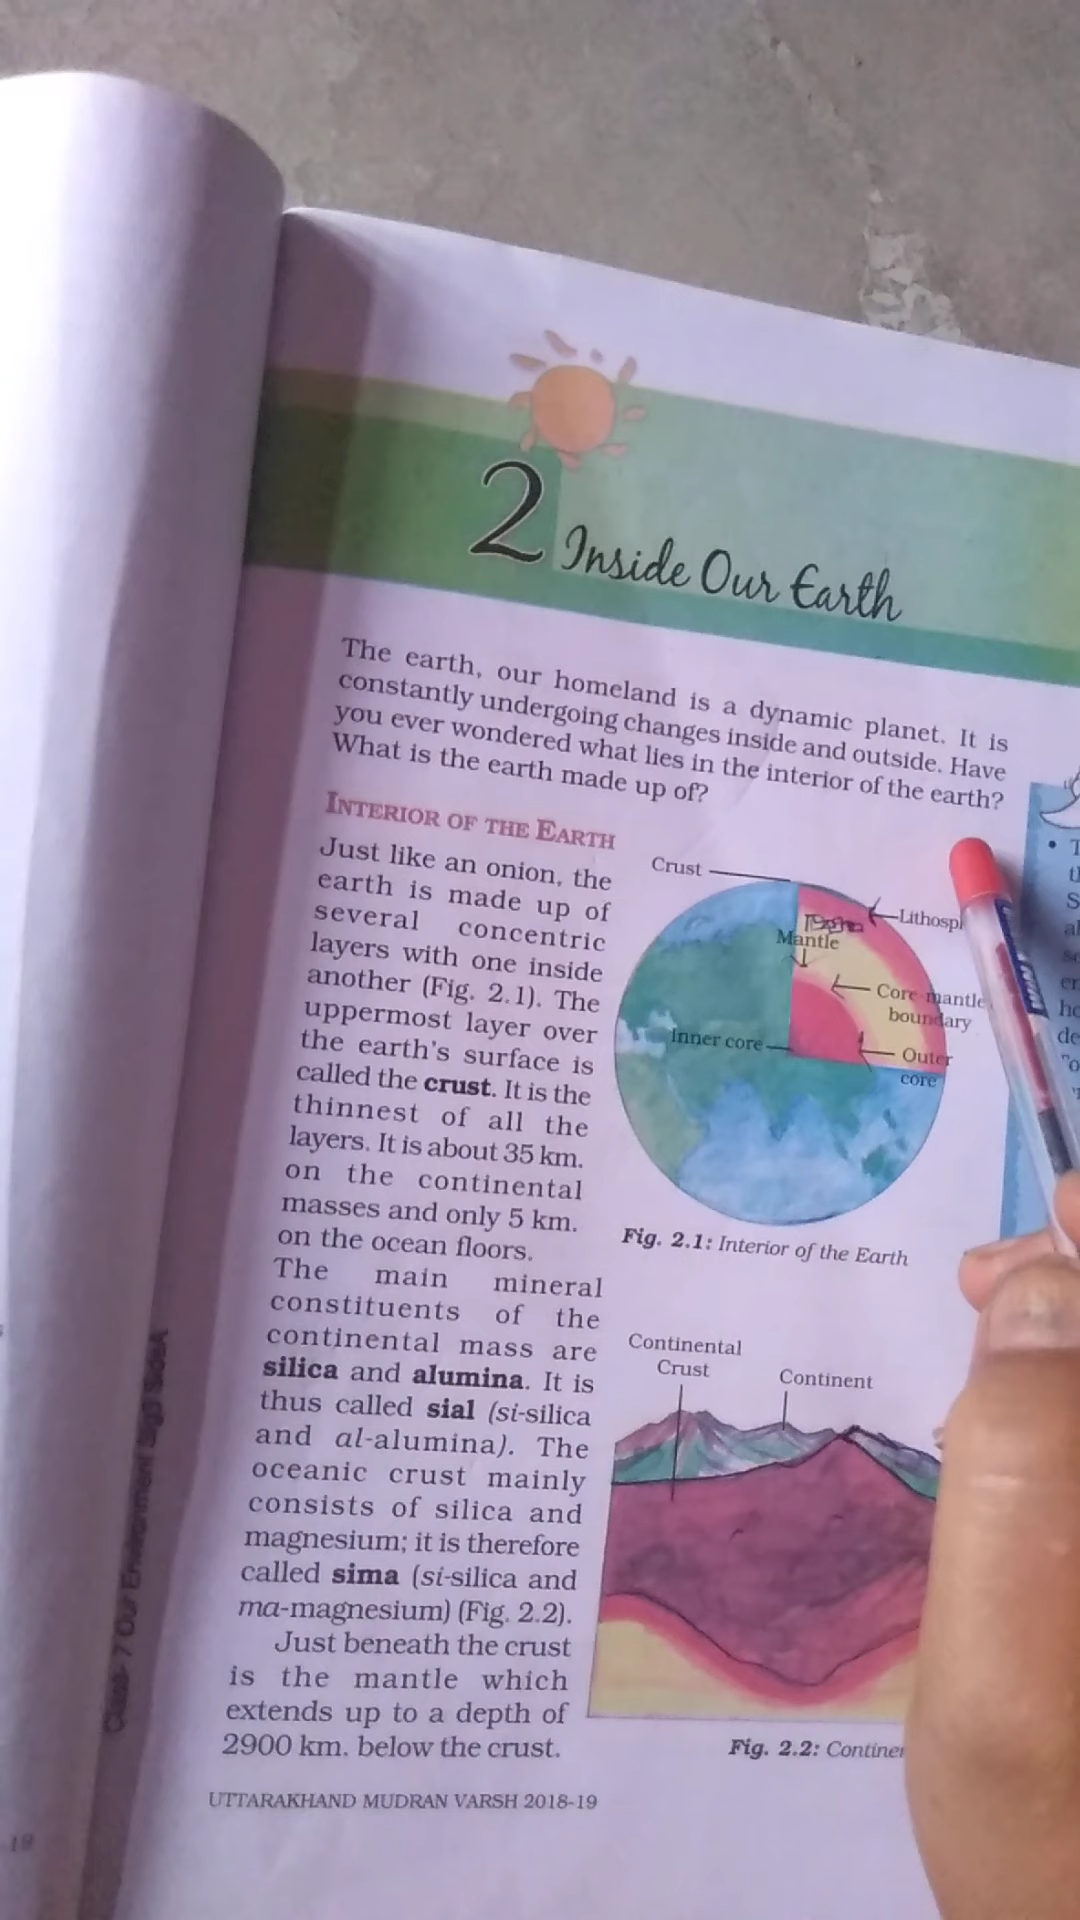 2 Inside Our Earth
The earth, our homeland is a dynamic planet. It is
constantly undergoing changes inside and outside. Have
you ever wondered what lies in the interior of the earth?
What is the earth made up of?
INTERIOR OF THE EARTH
Just like an onion, the
earth is made up of
several concentric
layers with one inside
another (Fig. 2.1). The
uppermost layer over
the earth's surface is
called the crust. It is the
thinnest of all the
layers. It is about 35 km.
on the continental
masses and only 5 km.
on the ocean floors.
The main mineral
constituents of the
continental mass are
silica and alumina. It is
thus called sial (si-silica
and al-alumina). The
oceanic crust mainly
consists of silica and
magnesium; it is therefore
called sima (si-silica and
ma-magnesium) (Fig. 2.2).
Just beneath the crust
is the mantle which
extends up to a depth of
2900 km. below the crust.
Crust
Lithosp
Mantle
Core-mantle
boundary
Inner core
Outer
core
Fig. 2.1: Interior of the Earth
Continental
Crust
Continent
Fig. 2.2: Contine
UTTARAKHAND MUDRAN VARSH 2018-19
Class- 7 Our Environment
19